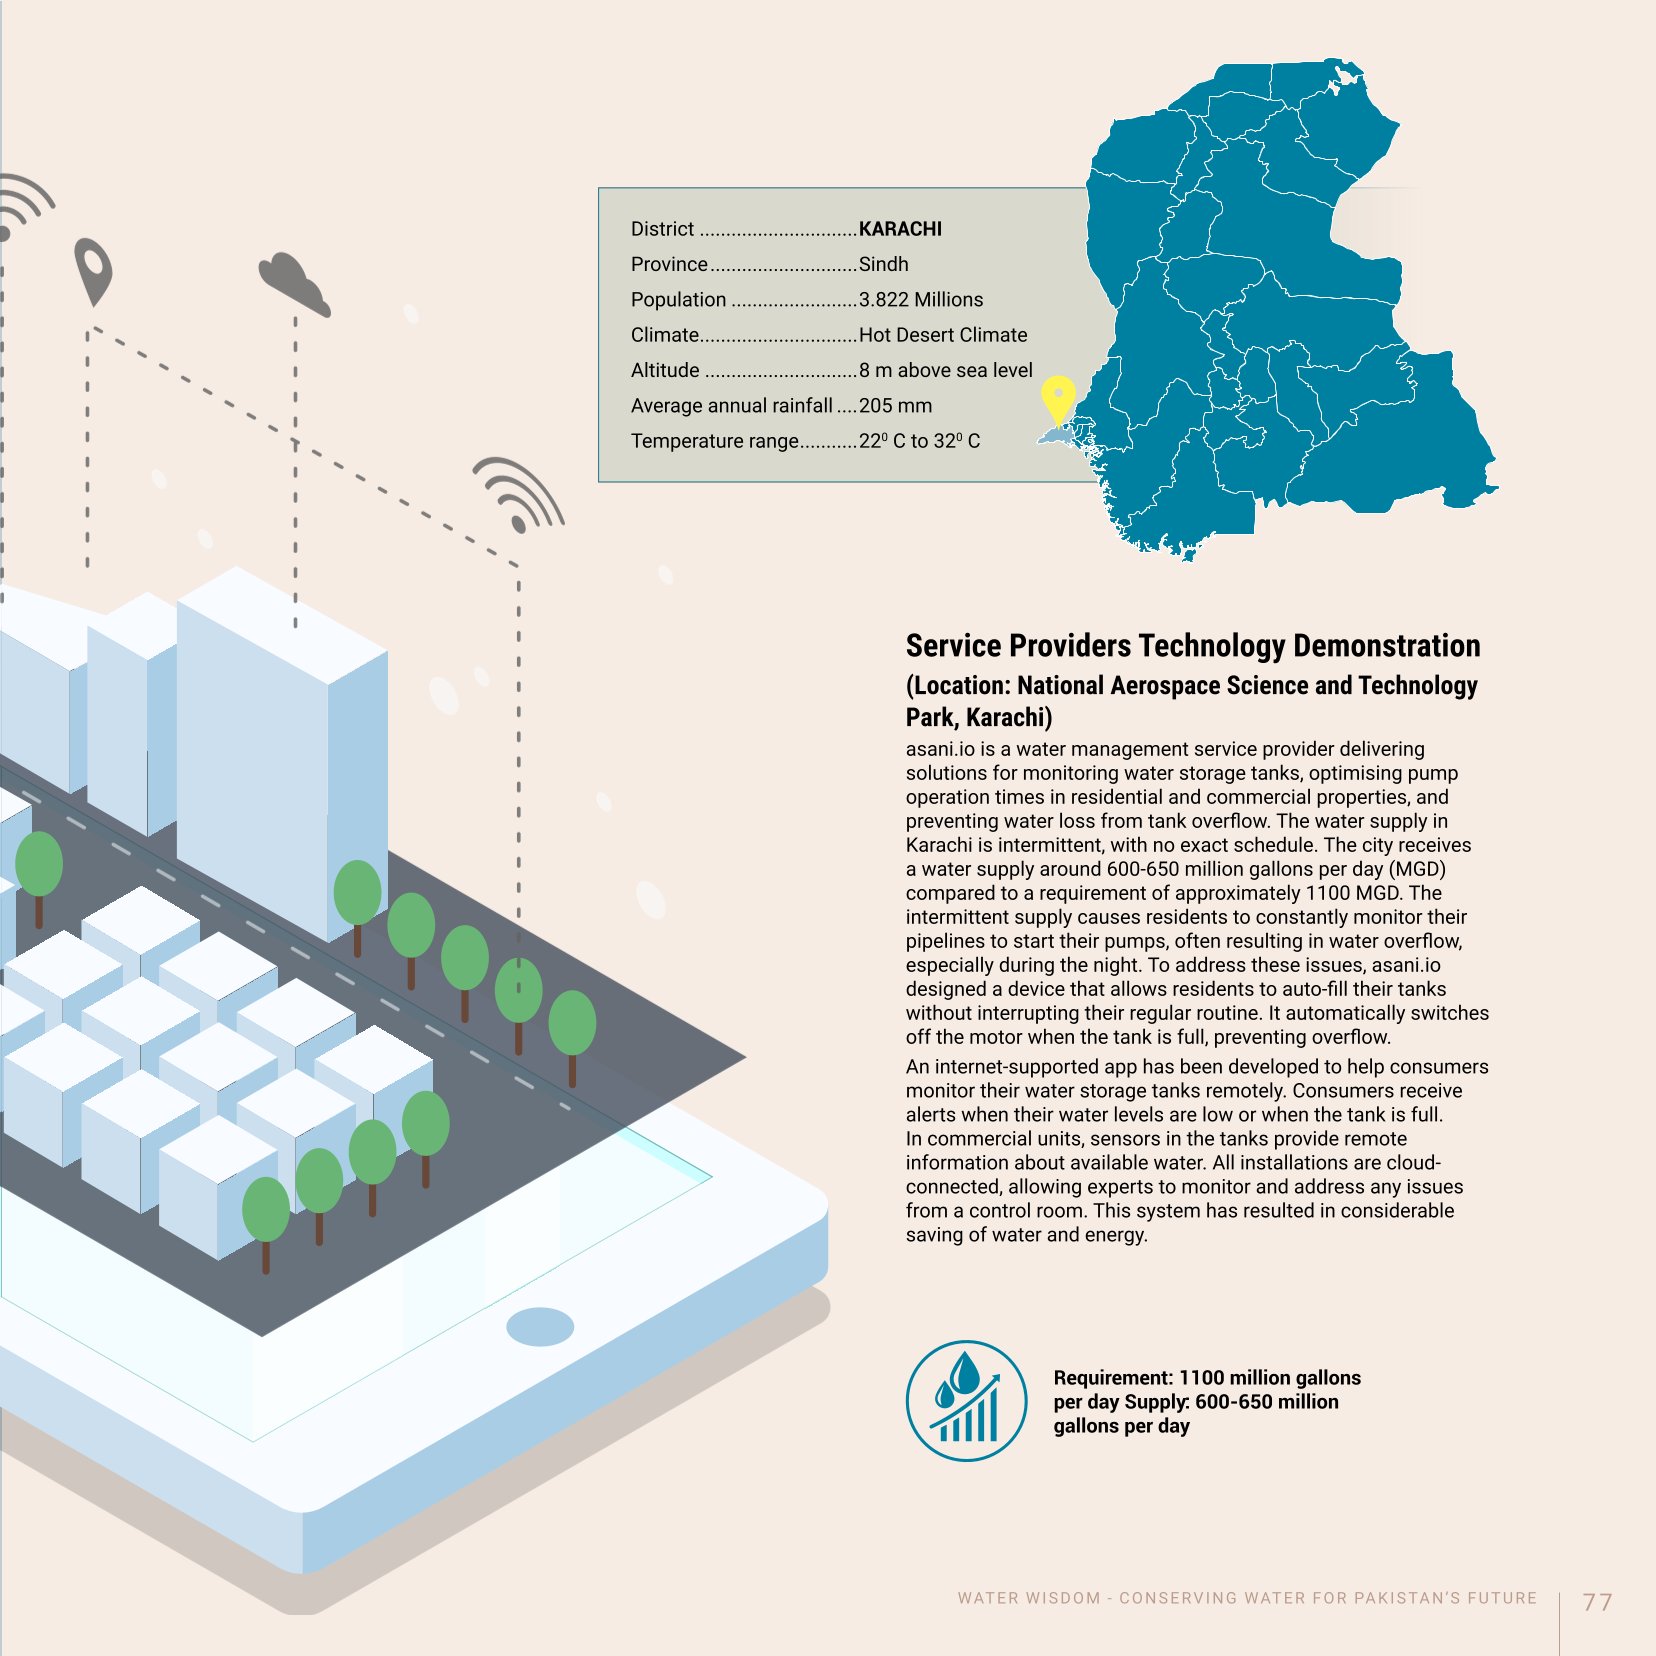 District ..............................KARACHI
Province............................Sindh
Population ........................3.822 Millions
Climate..............................Hot Desert Climate
Altitude .............................8 m above sea level
Average annual rainfall ....205 mm
Temperature range...........22⁰ C to 32⁰ C
Service Providers Technology Demonstration
(Location: National Aerospace Science and Technology
Park, Karachi)
asani.io is a water management service provider delivering
solutions for monitoring water storage tanks, optimising pump
operation times in residential and commercial properties, and
preventing water loss from tank overflow. The water supply in
Karachi is intermittent, with no exact schedule. The city receives
a water supply around 600-650 million gallons per day (MGD)
compared to a requirement of approximately 1100 MGD. The
intermittent supply causes residents to constantly monitor their
pipelines to start their pumps, often resulting in water overflow,
especially during the night. To address these issues, asani.io
designed a device that allows residents to auto-fill their tanks
without interrupting their regular routine. It automatically switches
off the motor when the tank is full, preventing overflow.
An internet-supported app has been developed to help consumers
monitor their water storage tanks remotely. Consumers receive
alerts when their water levels are low or when the tank is full.
In commercial units, sensors in the tanks provide remote
information about available water. All installations are cloud-
connected, allowing experts to monitor and address any issues
from a control room. This system has resulted in considerable
saving of water and energy.
Requirement: 1100 million gallons
per day Supply: 600-650 million
gallons per day
WATER WISDOM - CONSERVING WATER FOR PAKISTAN'S FUTURE
77